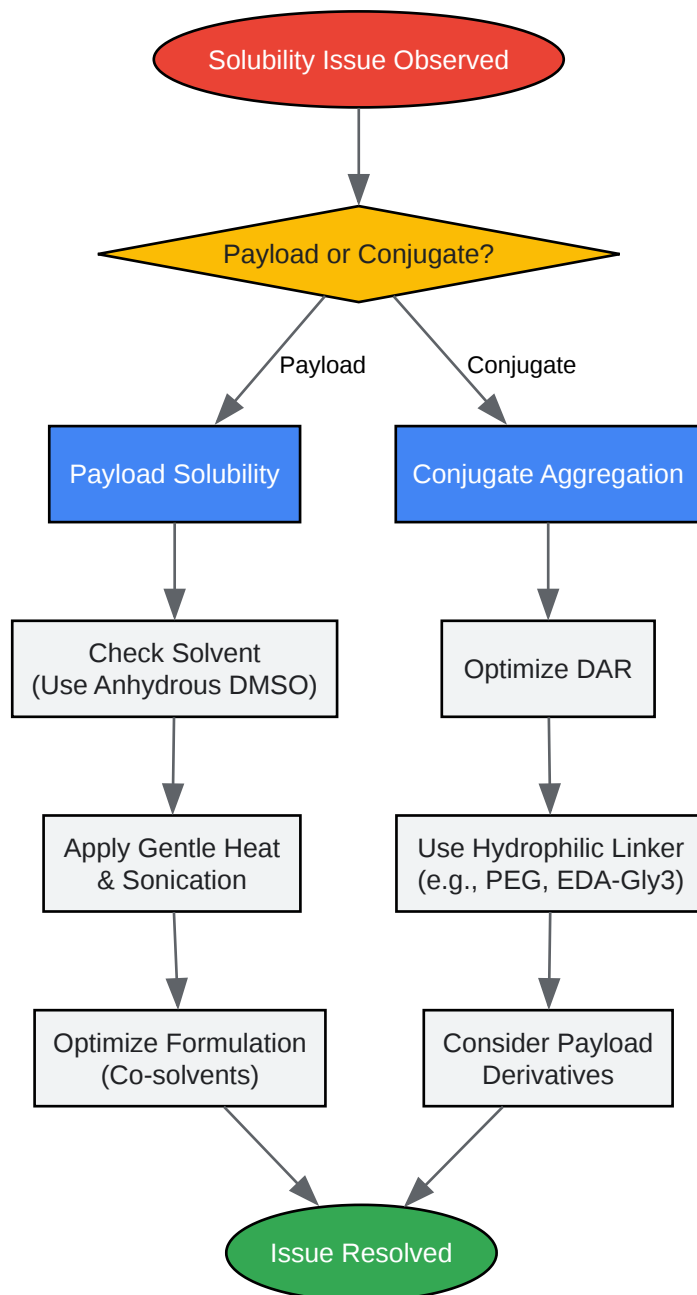 Solubility Issue Observed
Payload or Conjugate?
Payload
Conjugate
Payload Solubility
Conjugate Aggregation
Check Solvent
(Use Anhydrous DMSO)
Optimize DAR
Apply Gentle Heat
& Sonication
Use Hydrophilic Linker
(e.g., PEG, EDA-Gly3)
Optimize Formulation
(Co-solvents)
Consider Payload
Derivatives
Issue Resolved